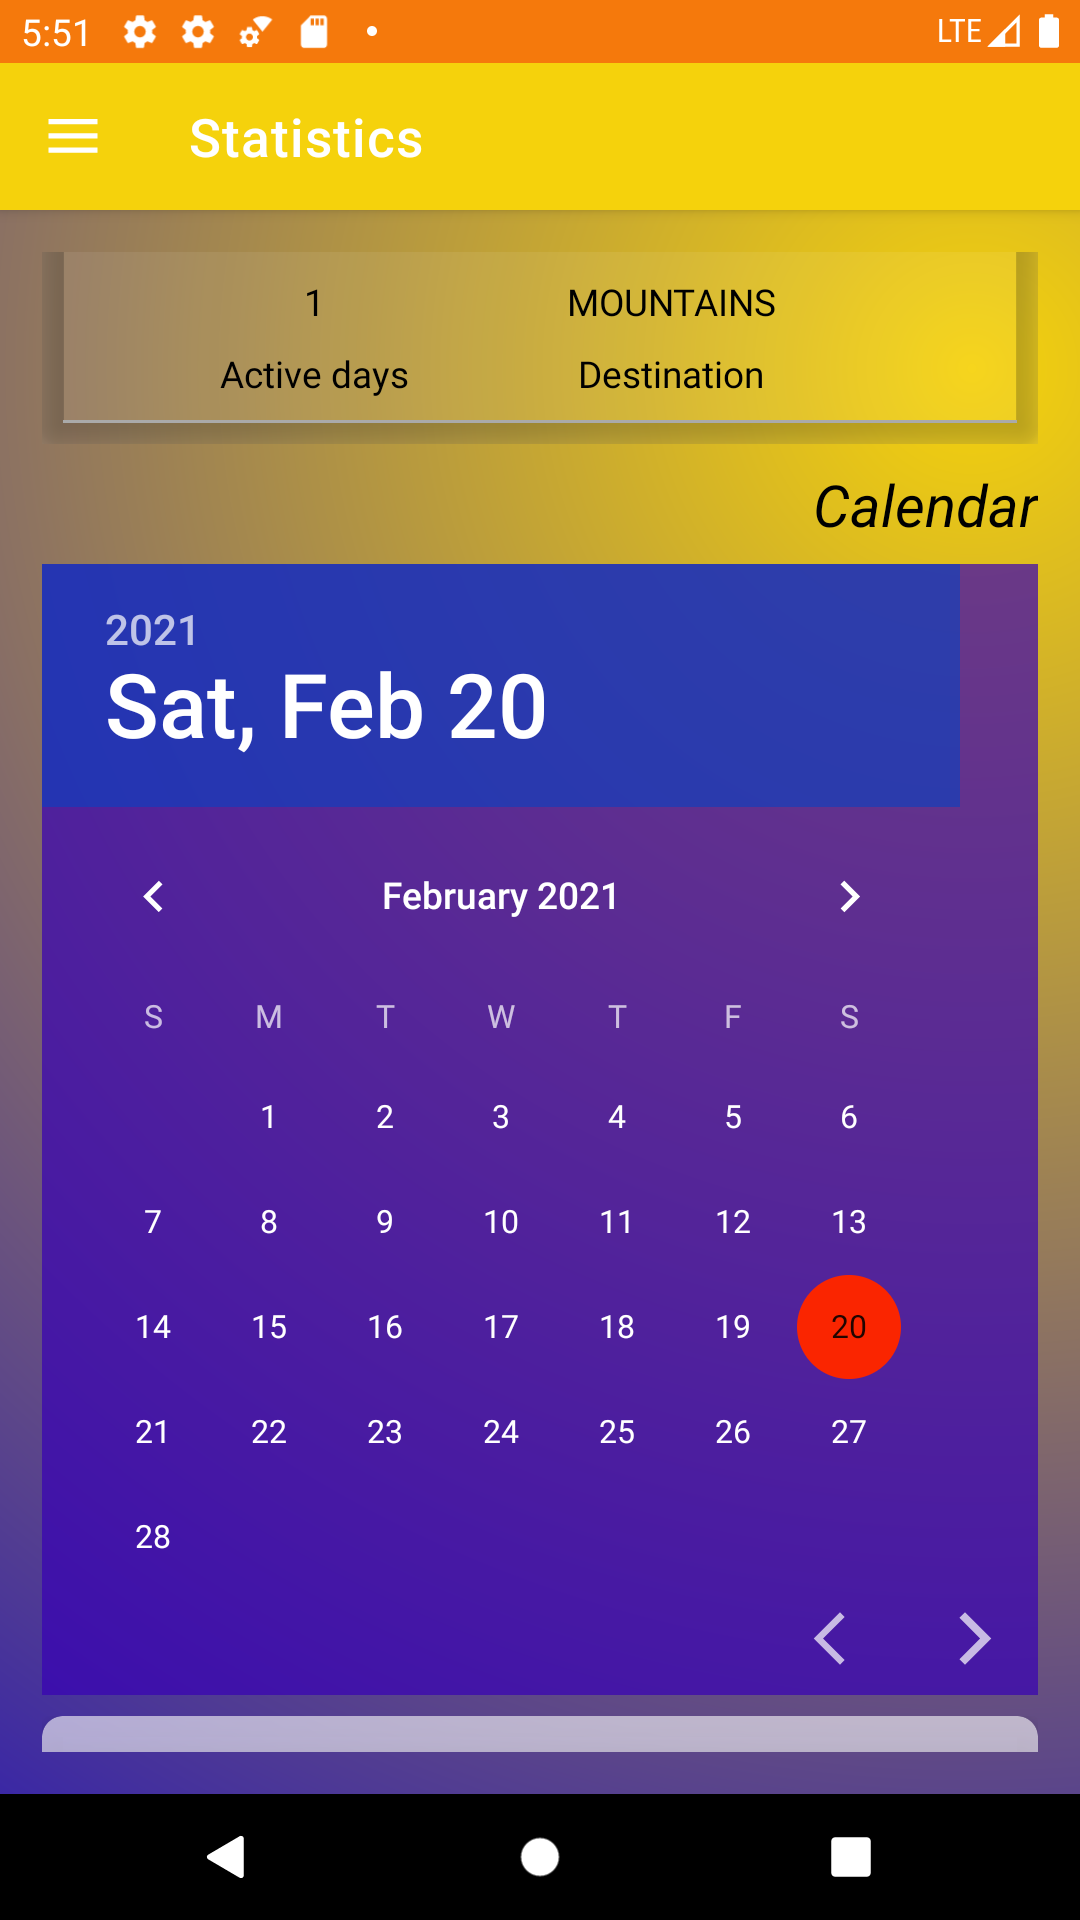 5:51 LTE
Statistics
1 MOUNTAINS
Active days Destination
Calendar
2021
Sat, Feb 20
February 2021
S M T W T F S
1 2 3 4 5 6
7 8 9 10 11 12 13
14 15 16 17 18 19 20
21 22 23 24 25 26 27
28